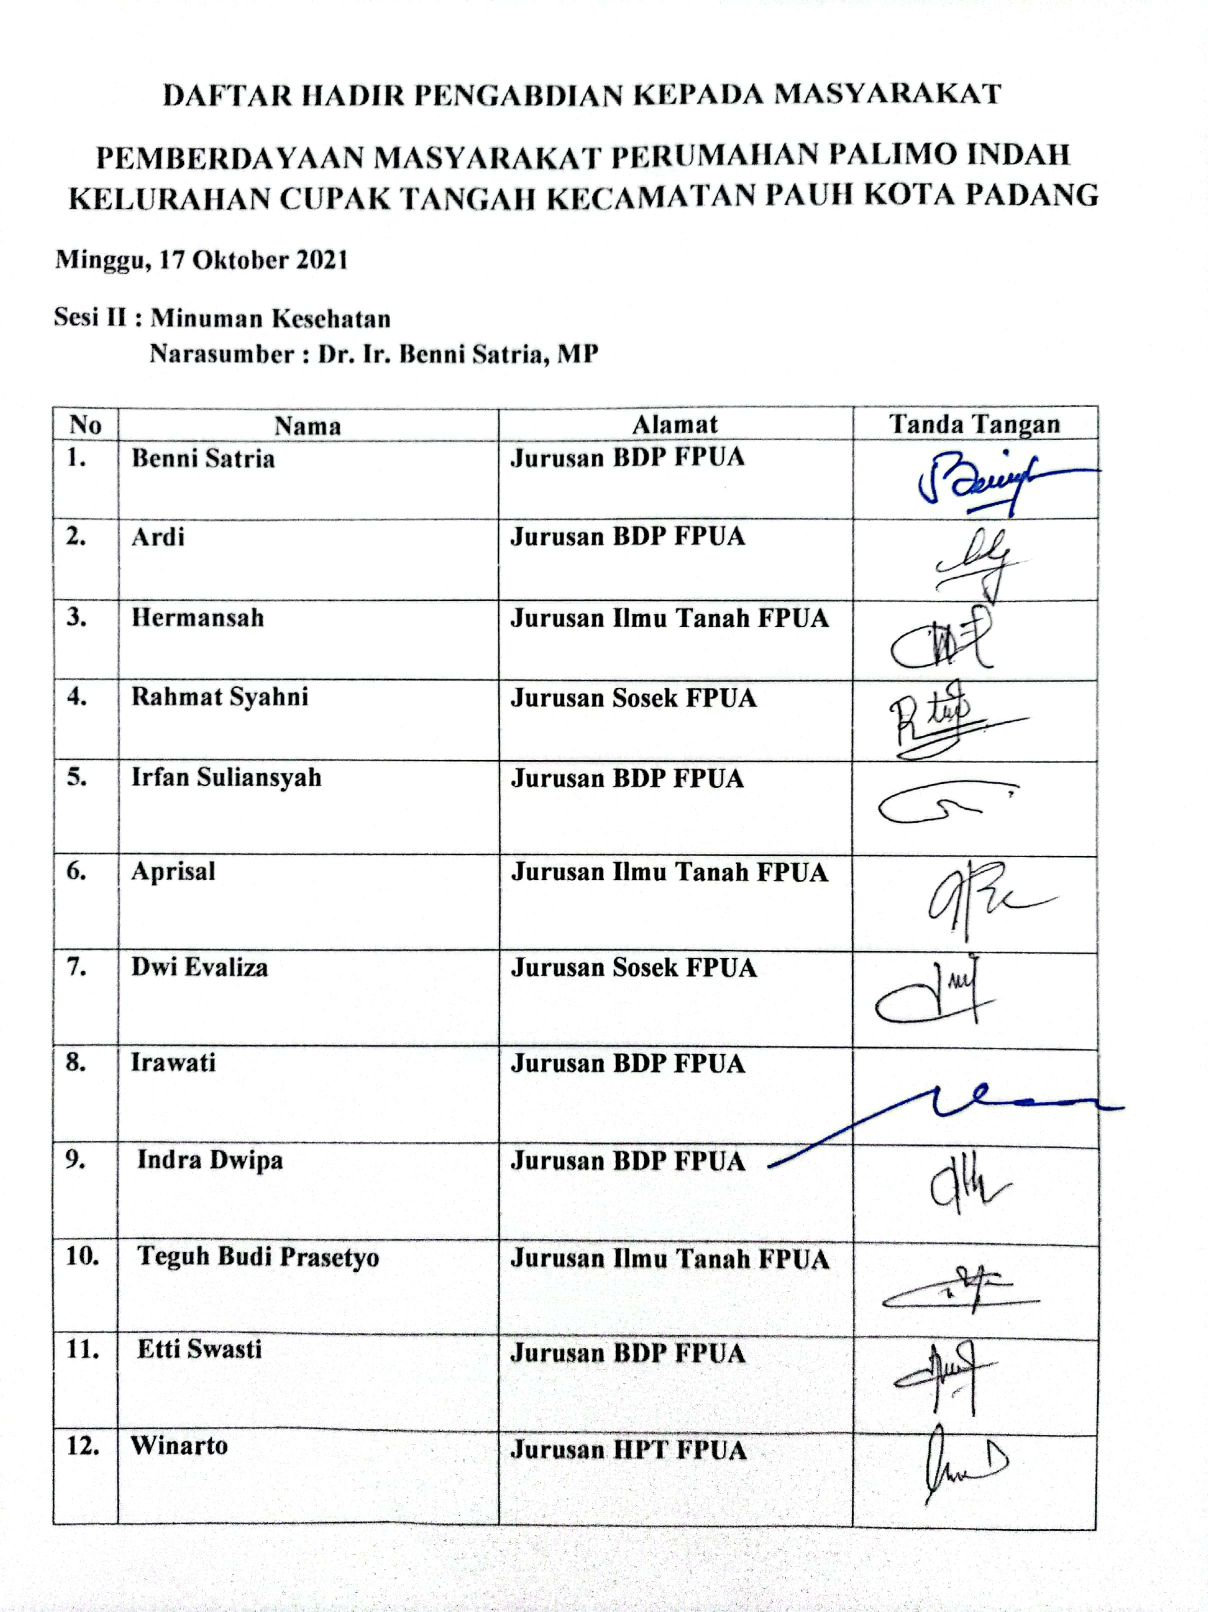 DAFTAR HADIR PENGABDIAN KEPADA MASYARAKAT
PEMBERDAYAAN MASYARAKAT PERUMAHAN PALIMO INDAH
KELURAHAN CUPAK TANGAH KECAMATAN PAUH KOTA PADANG
Minggu, 17 Oktober 2021
Sesi II : Minuman Kesehatan
Narasumber : Dr. Ir. Benni Satria, MP
No Nama Alamat Tanda Tangan
1. Benni Satria Jurusan BDP FPUA
2. Ardi Jurusan BDP FPUA
3. Hermansah Jurusan Ilmu Tanah FPUA
4. Rahmat Syahni Jurusan Sosek FPUA
5. Irfan Suliansyah Jurusan BDP FPUA
6. Aprisal Jurusan Ilmu Tanah FPUA
7. Dwi Evaliza Jurusan Sosek FPUA
8. Irawati Jurusan BDP FPUA
9. Indra Dwipa Jurusan BDP FPUA
10. Teguh Budi Prasetyo Jurusan Ilmu Tanah FPUA
11. Etti Swasti Jurusan BDP FPUA
12. Winarto Jurusan HPT FPUA